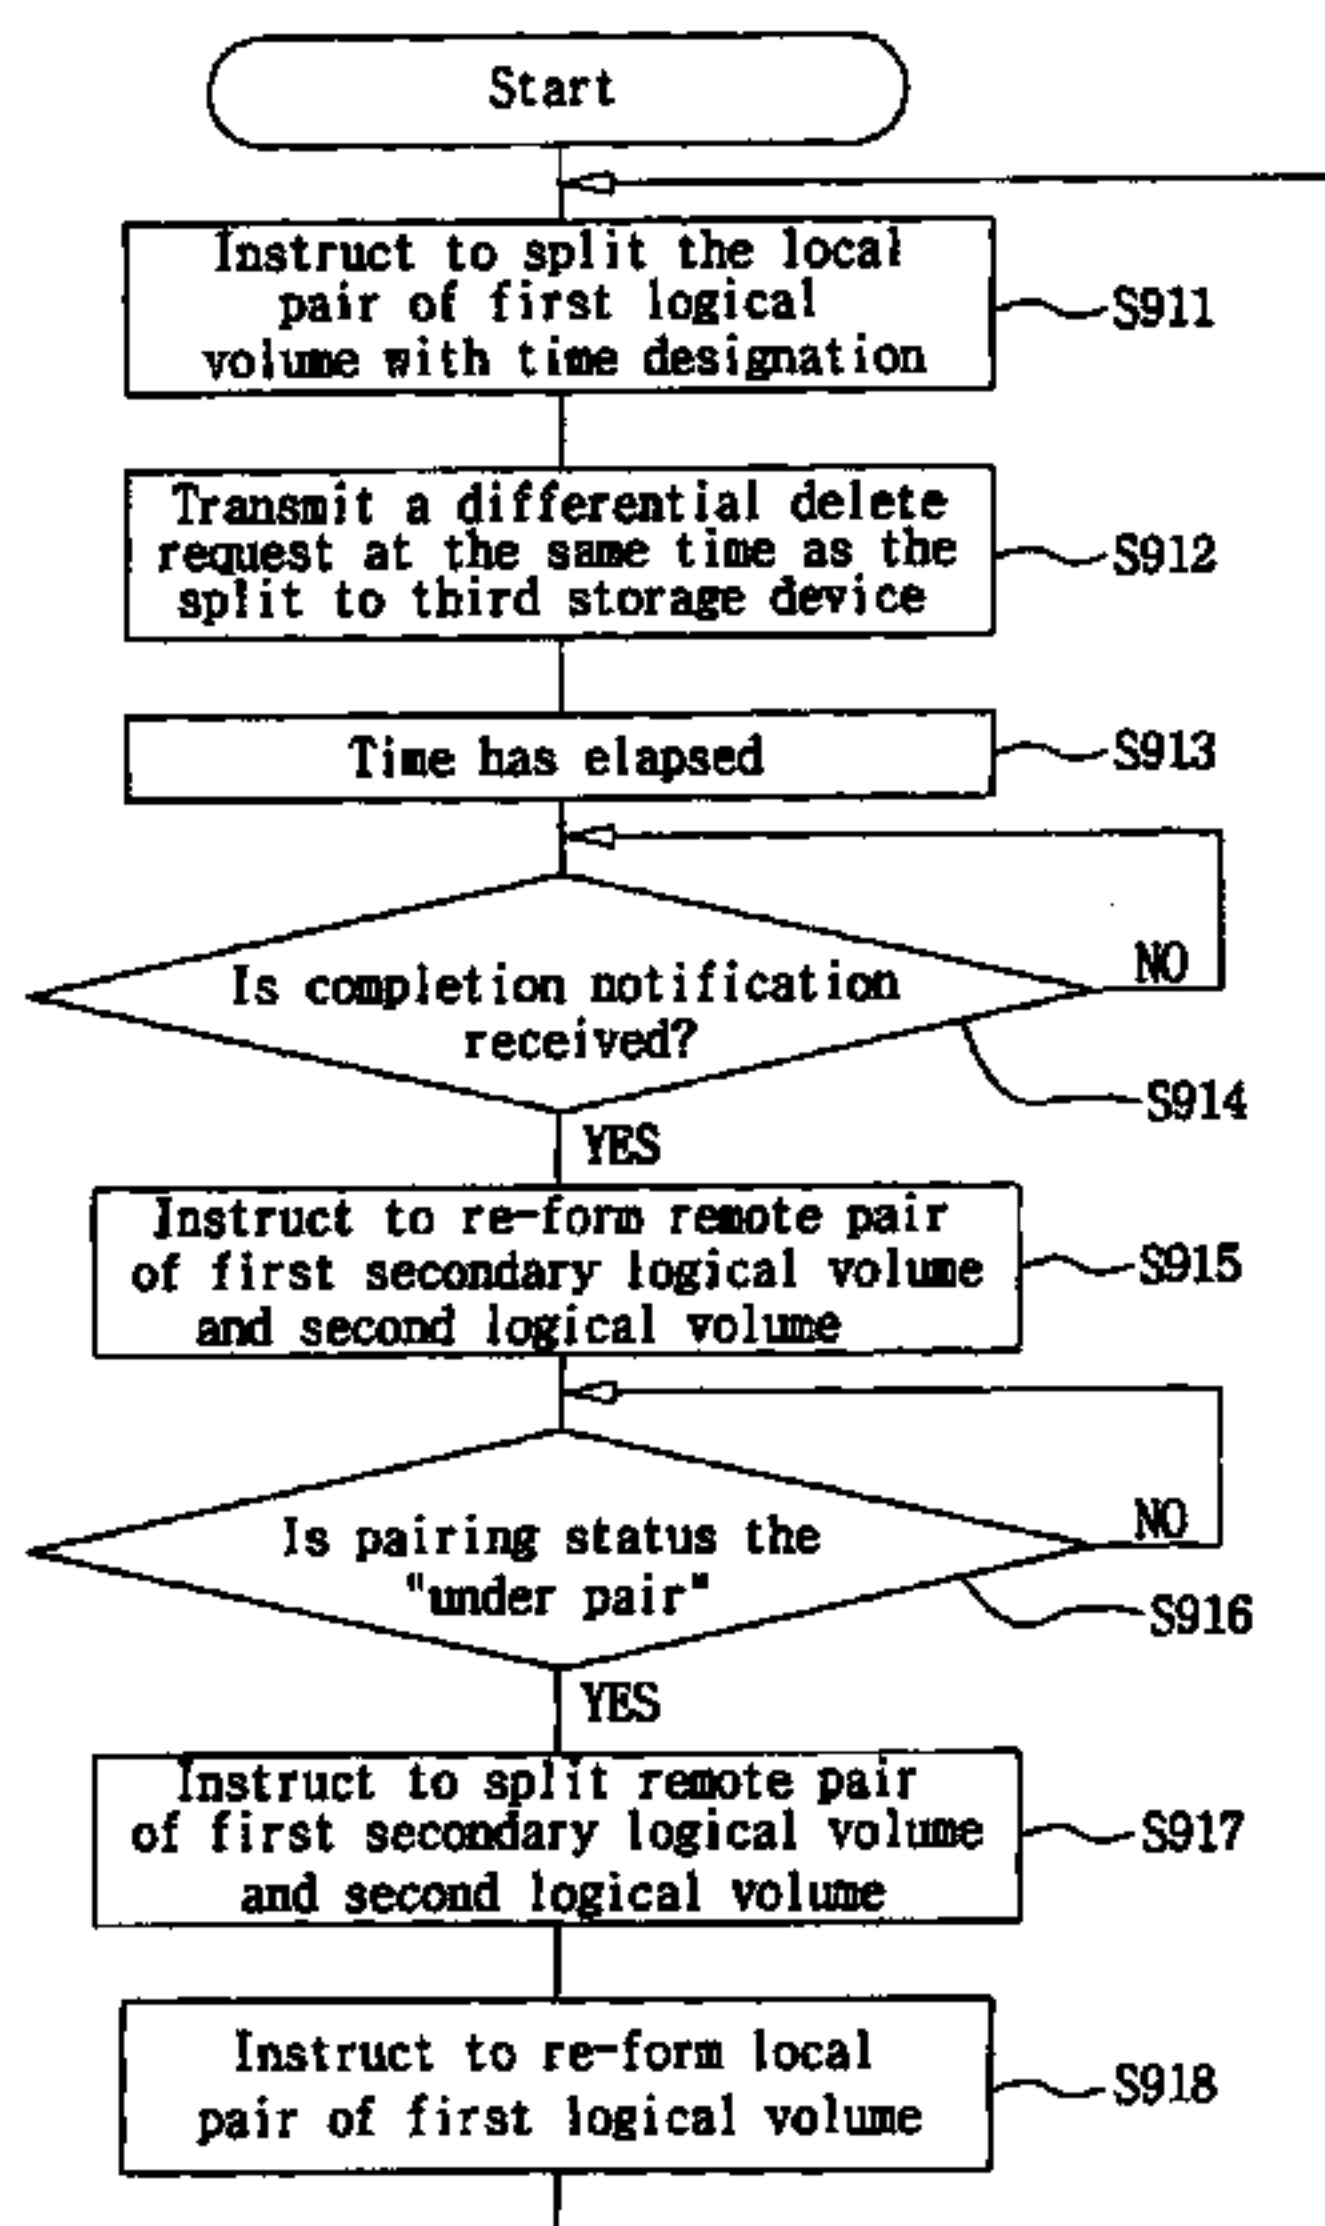 Start
Instruct to split the local
pair of first logical
volume with time designation
S911
Transmit a differential delete
request at the same time as the
split to third storage device
S912
Time has elapsed
S913
Is completion notification
received?
NO
S914
YES
Instruct to re-form remote pair
of first secondary logical volume
and second logical volume
S915
Is pairing status the
"under pair"
NO
S916
YES
Instruct to split remote pair
of first secondary logical volume
and second logical volume
S917
Instruct to re-form local
pair of first logical volume
S918